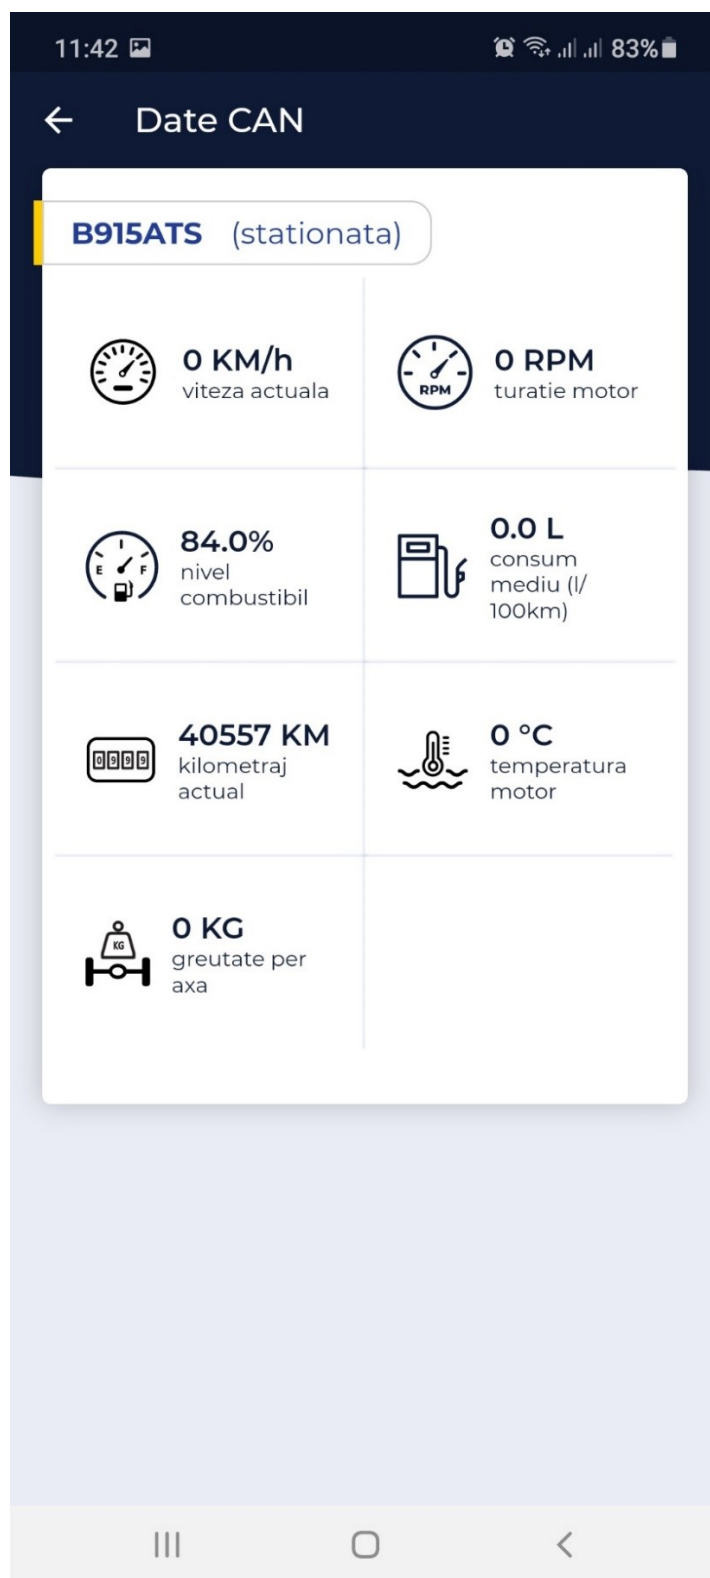 11:42 83%
Date CAN
B915ATS (stationata)
0 KM/h
viteza actuala
RPM
0 RPM
turatie motor
E F
84.0%
nivel
combustibil
0.0 L
consum
mediu (l/
100km)
0999
40557 KM
kilometraj
actual
0 °C
temperatura
motor
KG
0 KG
greutate per
axa